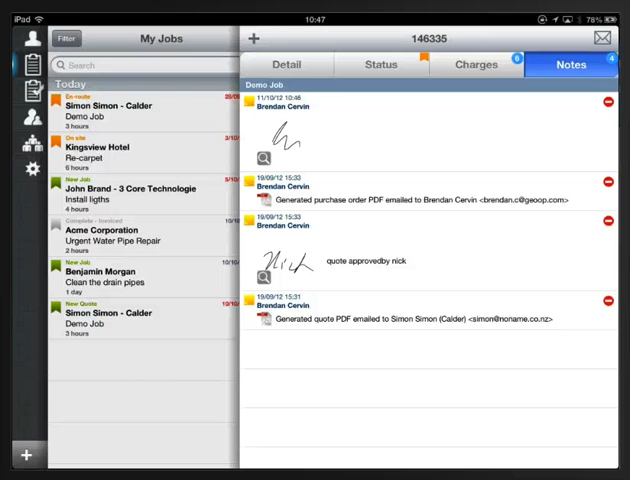 iPad 10:47 78%
Filter My Jobs
Search
Today
En-route
Simon Simon - Calder
Demo Job
3 hours
On site
Kingsview Hotel
Re-carpet
6 hours
New Job
John Brand - 3 Core Technologie
Install ligths
4 hours
Complete - Invoiced
Acme Corporation
Urgent Water Pipe Repair
2 hours
New Job
Benjamin Morgan
Clean the drain pipes
1 day
New Quote
Simon Simon - Calder
Demo Job
3 hours
+
+ 146335
Detail Status Charges 6 Notes 4
Demo Job
11/10/12 10:46
Brendan Cervin
19/09/12 15:33
Brendan Cervin
Generated purchase order PDF emailed to Brendan Cervin <brendan.c@geoop.com>
19/09/12 15:33
Brendan Cervin
Nick quote approvedby nick
19/09/12 15:31
Brendan Cervin
Generated quote PDF emailed to Simon Simon (Calder) <simon@noname.co.nz>